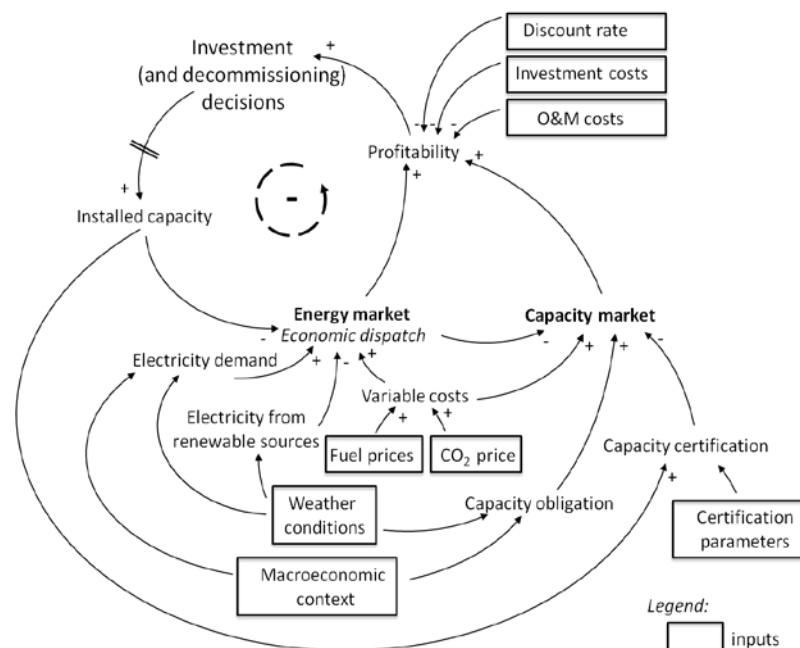 Discount rate
Investment costs
O&M costs
Investment
(and decommissioning)
decisions
+
- - -
Profitability
+
+
+
Installed capacity
-
Energy market
Economic dispatch
-
Capacity market
-
Electricity demand
+
-
+
-
+
+
-
Variable costs
+
+
Electricity from
renewable sources
Fuel prices
CO₂ price
Capacity certification
+
Weather
conditions
Capacity obligation
Certification
parameters
Macroeconomic
context
Legend:
inputs